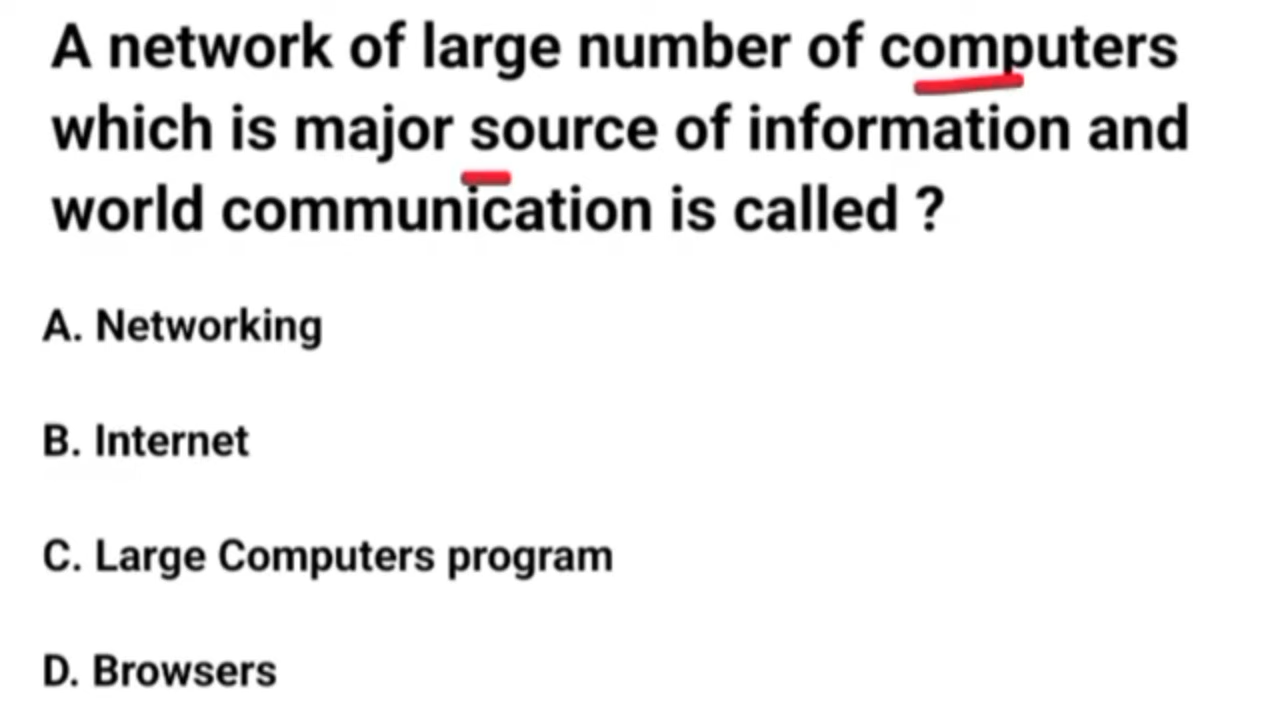 A network of large number of computers
which is major source of information and
world communication is called ?
A. Networking
B. Internet
C. Large Computers program
D. Browsers